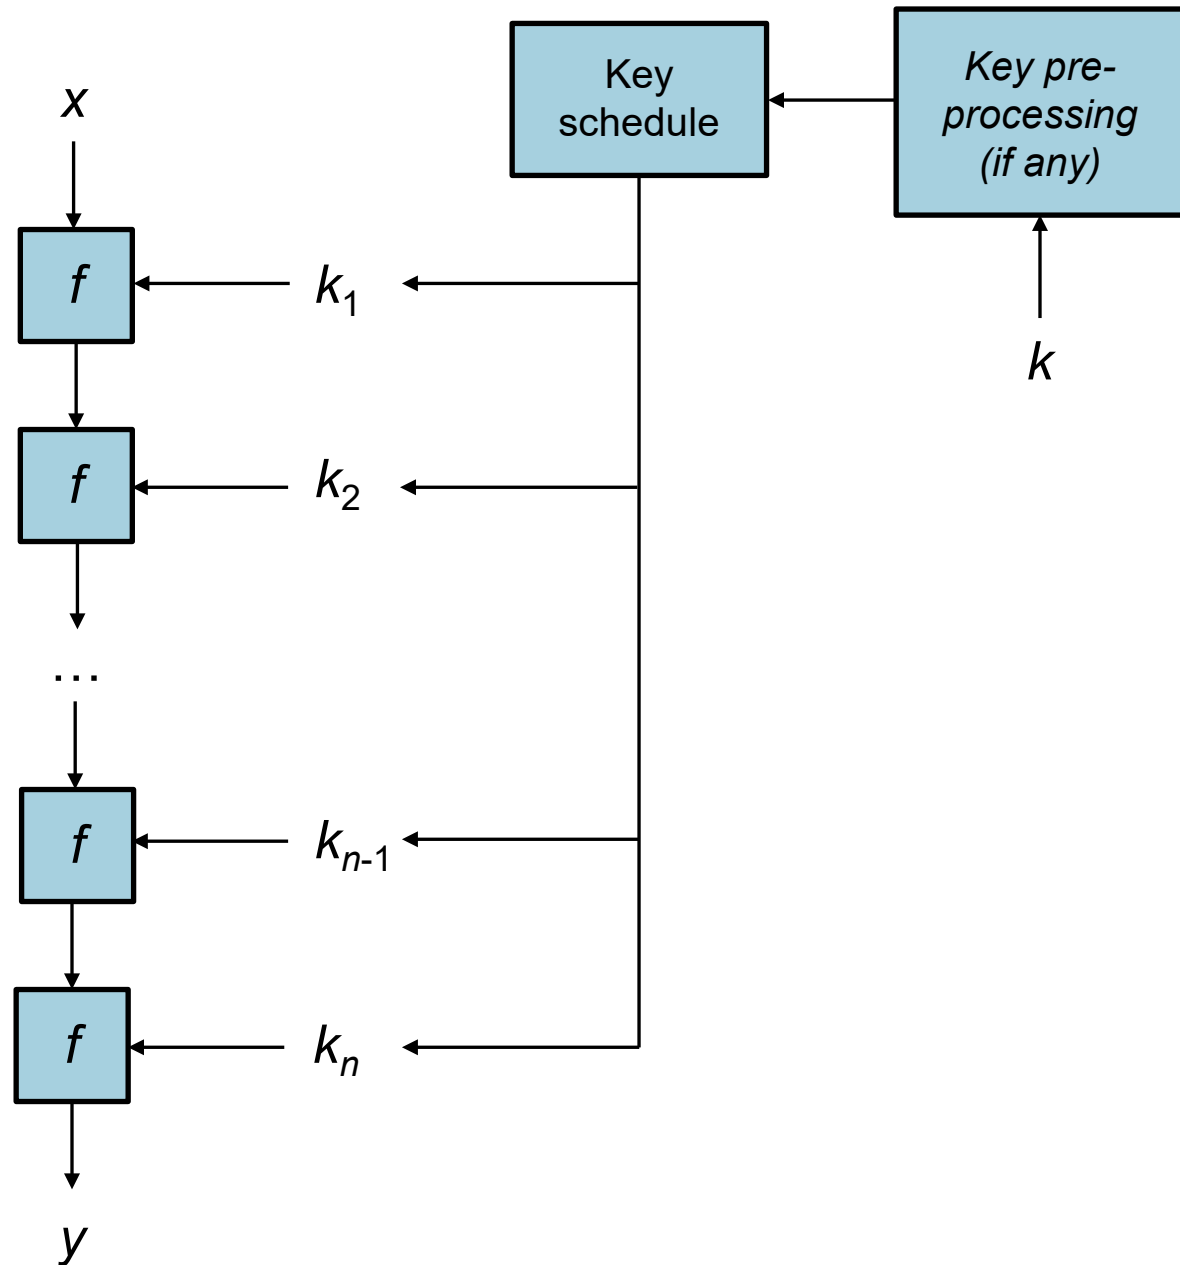 Key
schedule
Key pre-
processing
(if any)
x
f
k₁
k
f
k₂
...
f
kₙ₋₁
f
kₙ
y